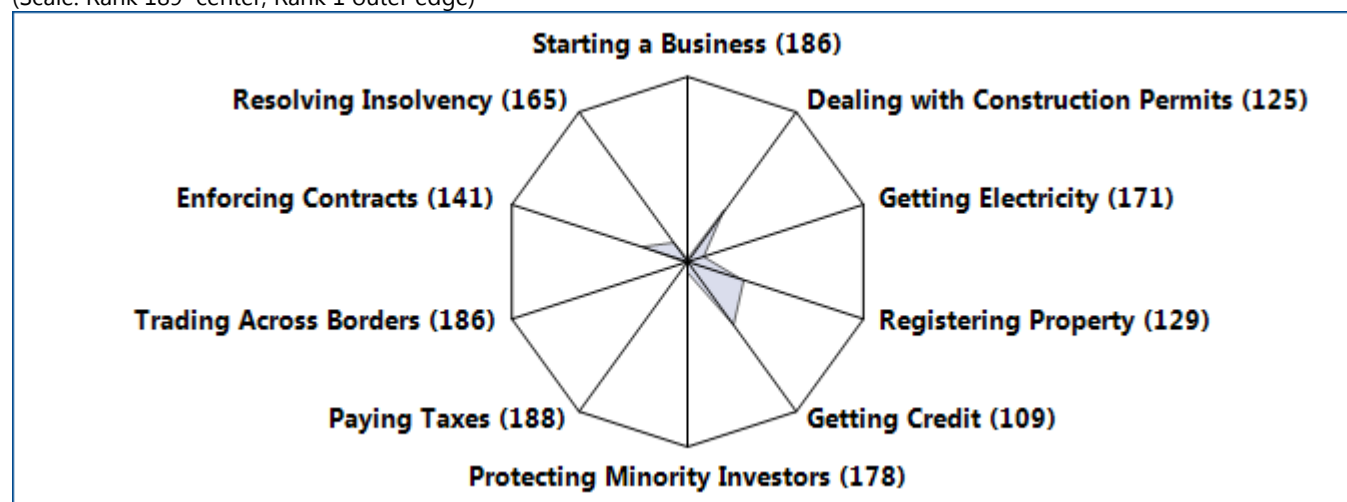 (Scale: Rank 189 center, Rank 1 outer edge)
Starting a Business (186)
Resolving Insolvency (165)
Dealing with Construction Permits (125)
Enforcing Contracts (141)
Getting Electricity (171)
Trading Across Borders (186)
Registering Property (129)
Paying Taxes (188)
Getting Credit (109)
Protecting Minority Investors (178)